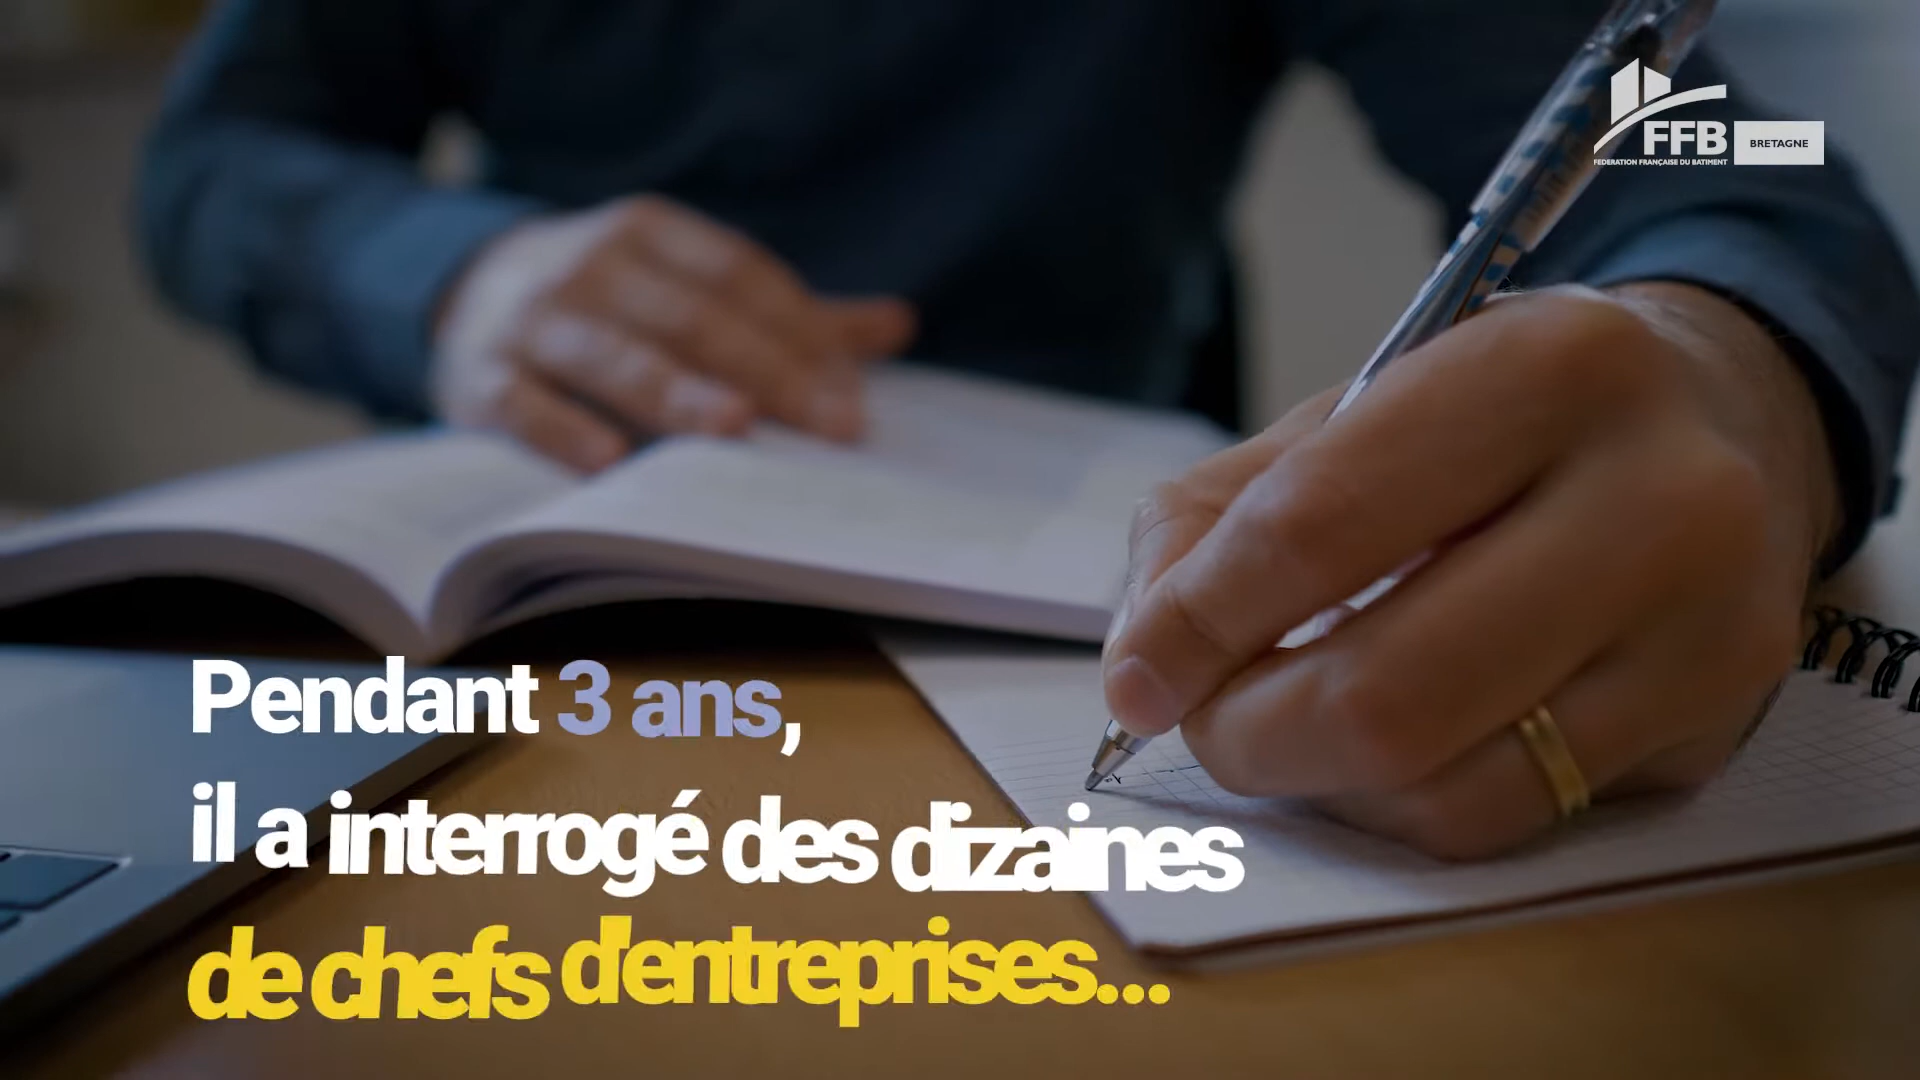 FFB
BRETAGNE
FEDERATION FRANÇAISE DU BATIMENT
Pendant 3 ans,
il a interrogé des dizaines
de chefs d'entreprises...